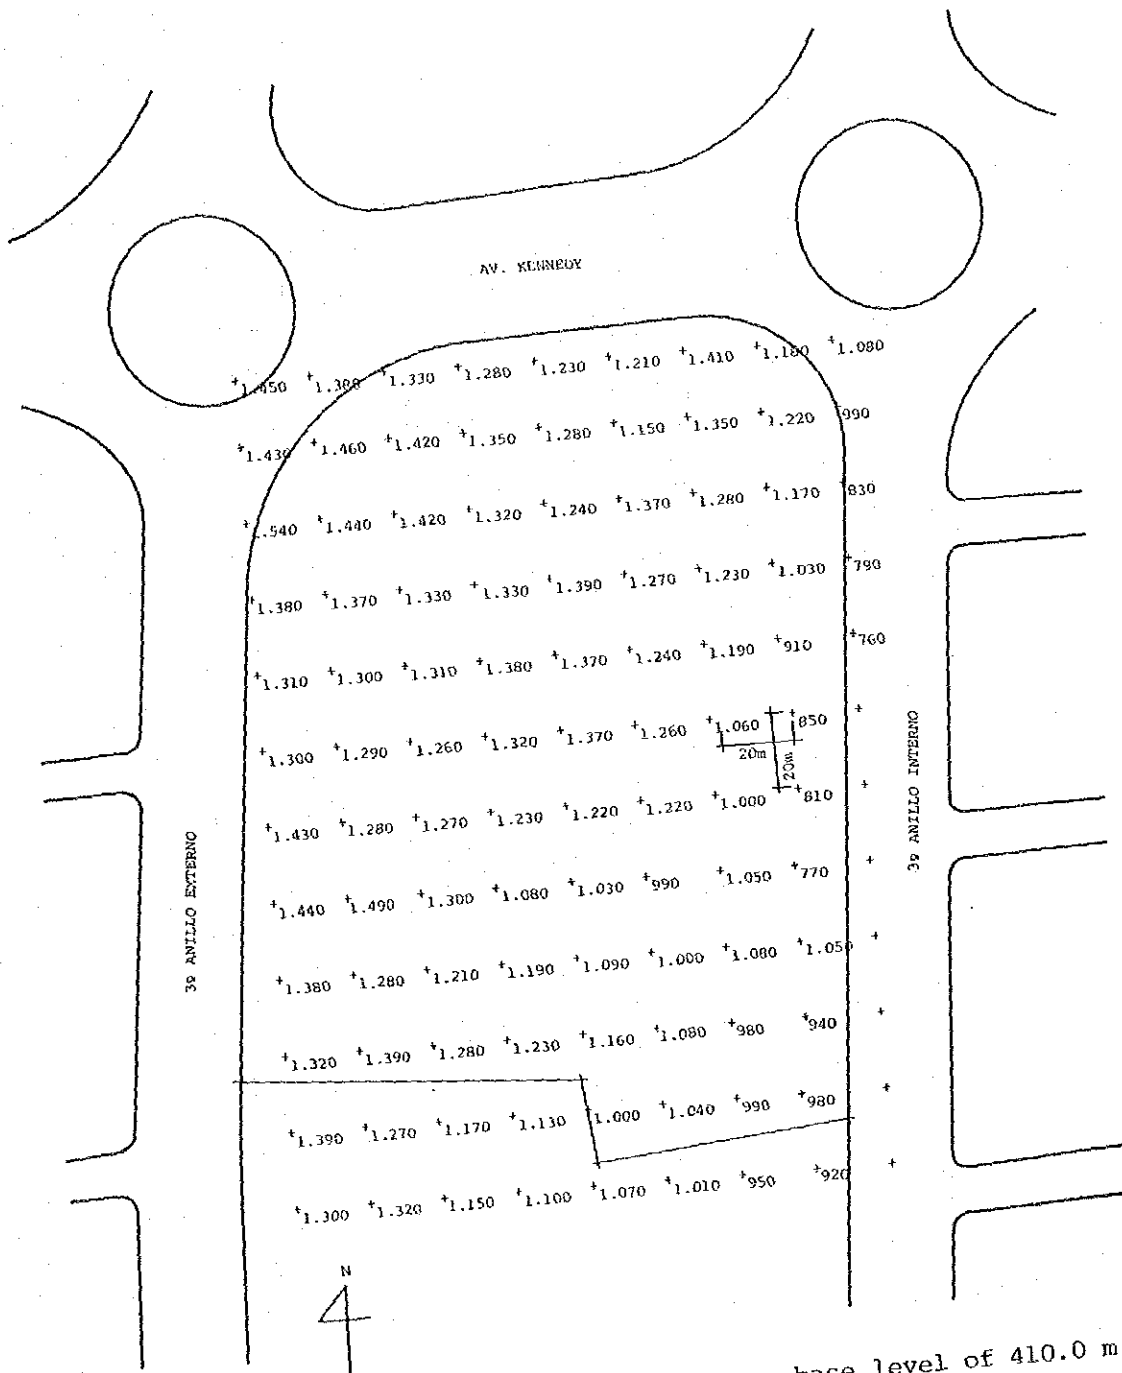 AV. KENNEDY
1.450 1.380 1.330 1.280 1.230 1.210 1.410 1.180 1.080
1.430 1.460 1.420 1.350 1.280 1.150 1.350 1.220 990
1.540 1.440 1.420 1.320 1.240 1.370 1.280 1.170 830
1.380 1.370 1.330 1.330 1.390 1.270 1.230 1.030 790
1.310 1.300 1.310 1.380 1.370 1.240 1.190 910 760
1.300 1.290 1.260 1.320 1.370 1.260 1.060 850
20m
20m
1.430 1.280 1.270 1.230 1.220 1.220 1.000 810
3º ANILLO EXTERNO
3º ANILLO INTERNO
1.440 1.490 1.300 1.080 1.030 990 1.050 770
1.380 1.280 1.210 1.190 1.090 1.000 1.080 1.050
1.320 1.390 1.280 1.230 1.160 1.080 980 940
1.390 1.270 1.170 1.130 1.000 1.040 990 980
1.300 1.320 1.150 1.100 1.070 1.010 950 920
N
base level of 410.0 m